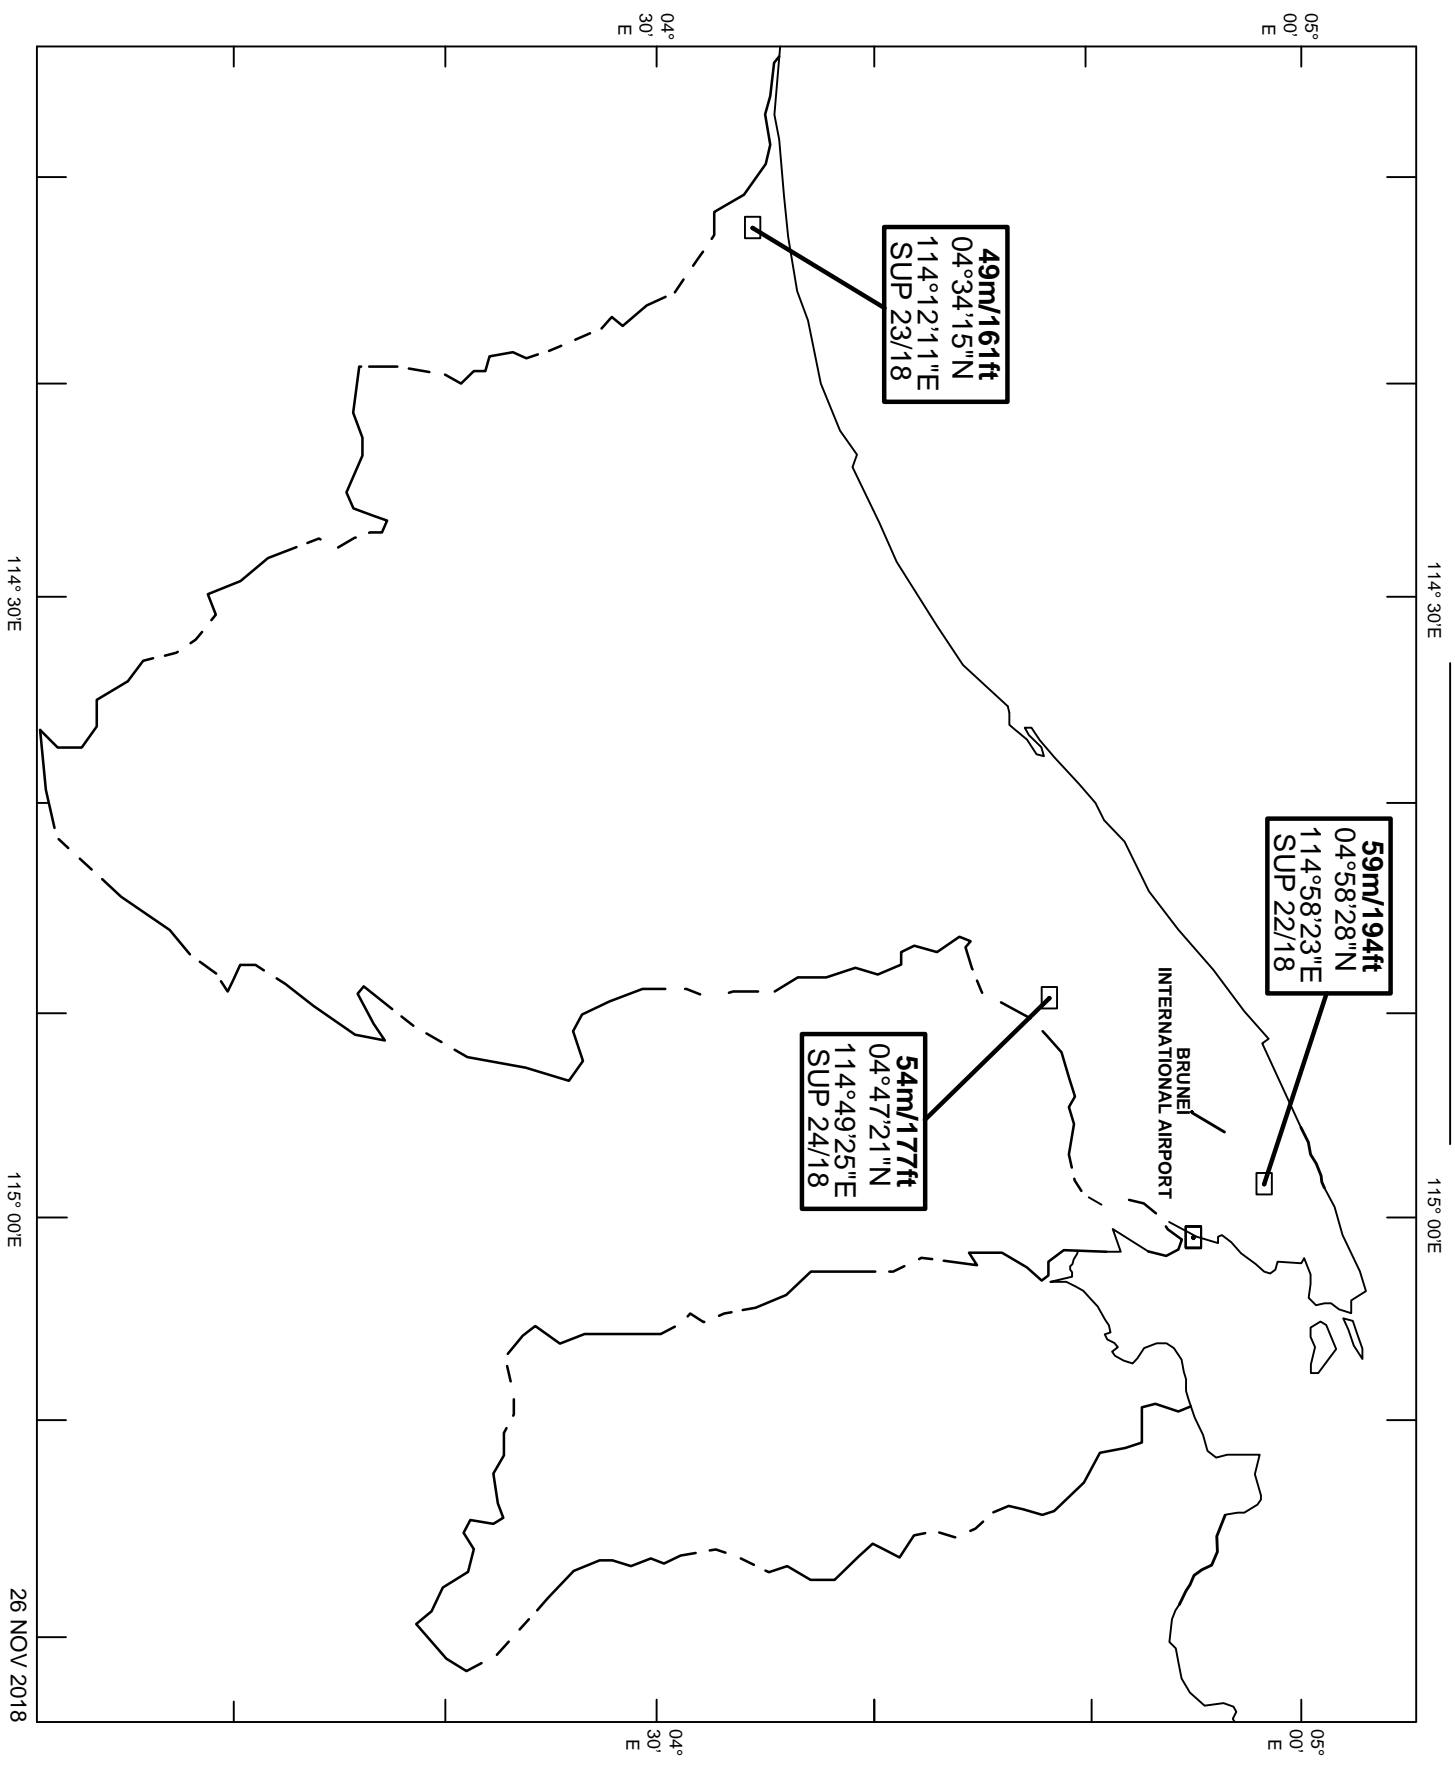 114° 30'E
115° 00'E
05°
00'
E
05°
00'
E
59m/194ft
04°58'28"N
114°58'23"E
SUP 22/18
BRUNEI
INTERNATIONAL AIRPORT
49m/161ft
04°34'15"N
114°12'11"E
SUP 23/18
54m/177ft
04°47'21"N
114°49'25"E
SUP 24/18
04°
30'
E
04°
30'
E
114° 30'E
115° 00'E
26 NOV 2018